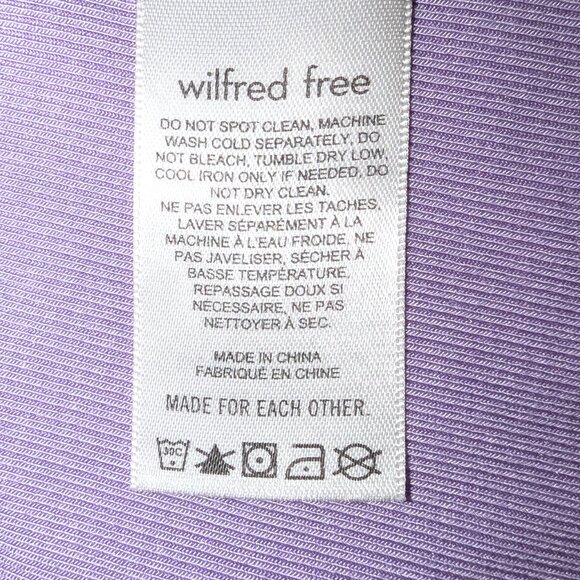 wilfred free
DO NOT SPOT CLEAN, MACHINE
WASH COLD SEPARATELY, DO
NOT BLEACH, TUMBLE DRY LOW,
COOL IRON ONLY IF NEEDED, DO
NOT DRY CLEAN.
NE PAS ENLEVER LES TACHES,
LAVER SÉPARÉMENT À LA
MACHINE À L'EAU FROIDE, NE
PAS JAVELISER, SÉCHER À
BASSE TEMPÉRATURE,
REPASSAGE DOUX SI
NÉCESSAIRE, NE PAS
NETTOYER À SEC.
MADE IN CHINA
FABRIQUÉ EN CHINE
MADE FOR EACH OTHER.
30C